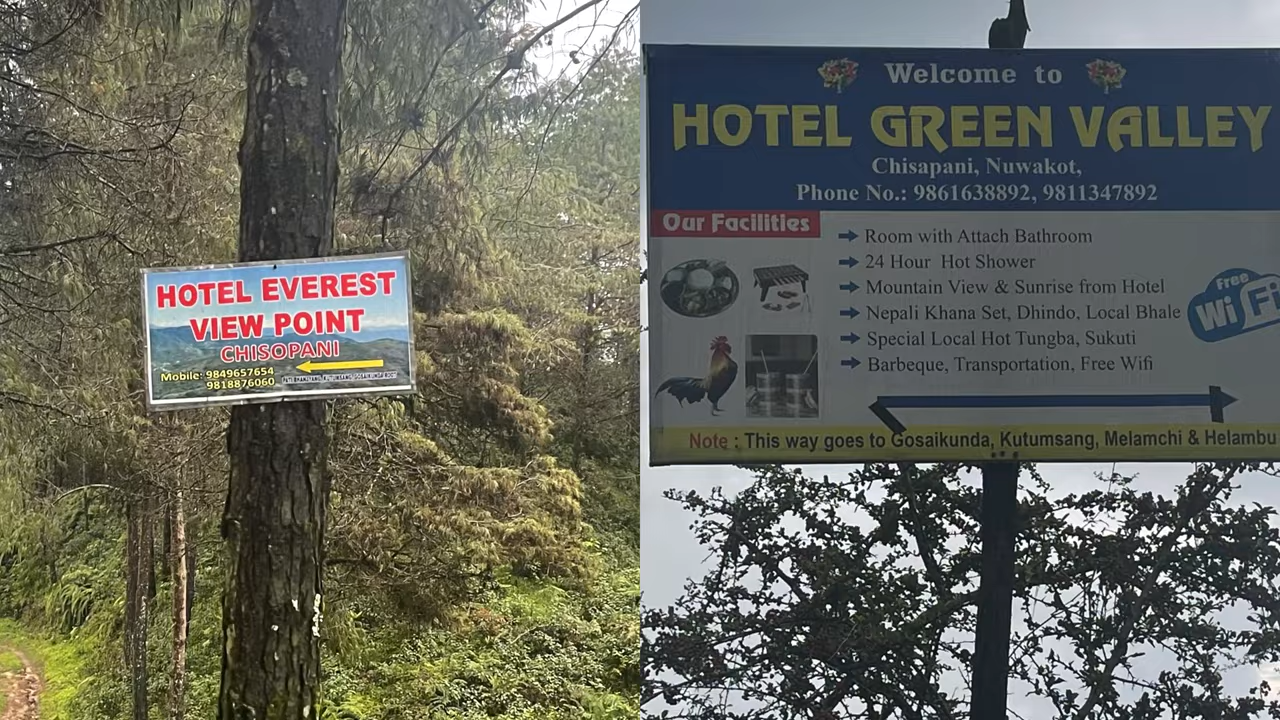 HOTEL EVEREST
VIEW POINT
CHISOPANI
Mobile: 9849657654
9818876060
Welcome to
HOTEL GREEN VALLEY
Chisapani, Nuwakot,
Phone No.: 9861638892, 9811347892
Our Facilities
Room with Attach Bathroom
24 Hour Hot Shower
Mountain View & Sunrise from Hotel
Nepali Khana Set, Dhindo, Local Bhale
Special Local Hot Tungba, Sukuti
Barbeque, Transportation, Free Wifi
Free
WiFi
Note : This way goes to Gosaikunda, Kutumsang, Melamchi & Helambu